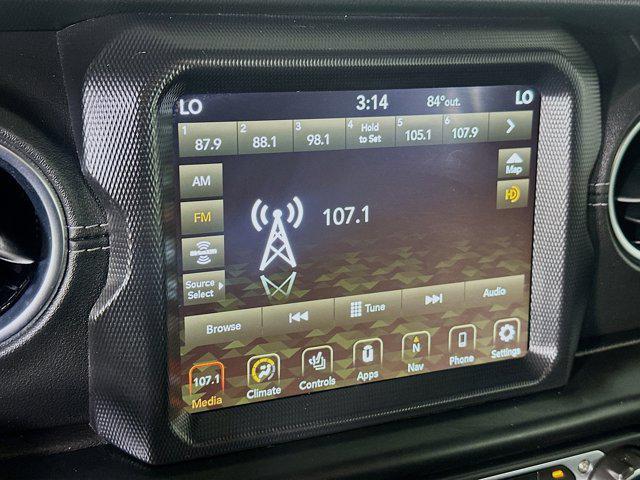 LO 3:14 84°out. LO
1 87.9 2 88.1 3 98.1 4 Hold to Set 5 105.1 6 107.9
AM
Map
FM
HD
107.1
Source
Select
Browse Tune Audio
107.1 N
Media Climate Controls Apps Nav Phone Settings